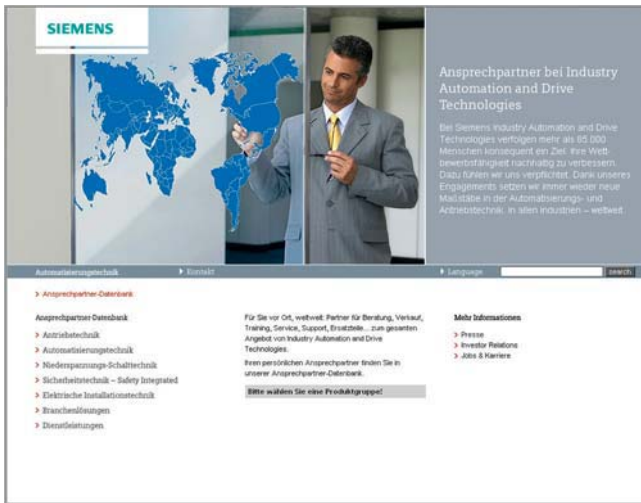 SIEMENS
Ansprechpartner bei Industry
Automation and Drive
Technologies
Bei Siemens Industry Automation and Drive
Technologies verfolgen mehr als 85 000
Menschen konsequent ein Ziel: Ihre Wett-
bewerbsfähigkeit nachhaltig zu verbessern.
Dazu fühlen wir uns verpflichtet. Dank unseres
Engagements setzen wir immer wieder neue
Maßstäbe in der Automatisierungs- und
Antriebstechnik. In allen Industrien – weltweit.
Automatisierungstechnik
Kontakt
Language
search
Ansprechpartner-Datenbank
Ansprechpartner-Datenbank
Antriebstechnik
Automatisierungstechnik
Niederspannungs-Schalttechnik
Sicherheitstechnik – Safety Integrated
Elektrische Installationstechnik
Branchenlösungen
Dienstleistungen
Für Sie vor Ort, weltweit: Partner für Beratung, Verkauf,
Training, Service, Support, Ersatzteile... zum gesamten
Angebot von Industry Automation and Drive
Technologies.
Ihren persönlichen Ansprechpartner finden Sie in
unserer Ansprechpartner-Datenbank.
Bitte wählen Sie eine Produktgruppe!
Mehr Informationen
Presse
Investor Relations
Jobs & Karriere